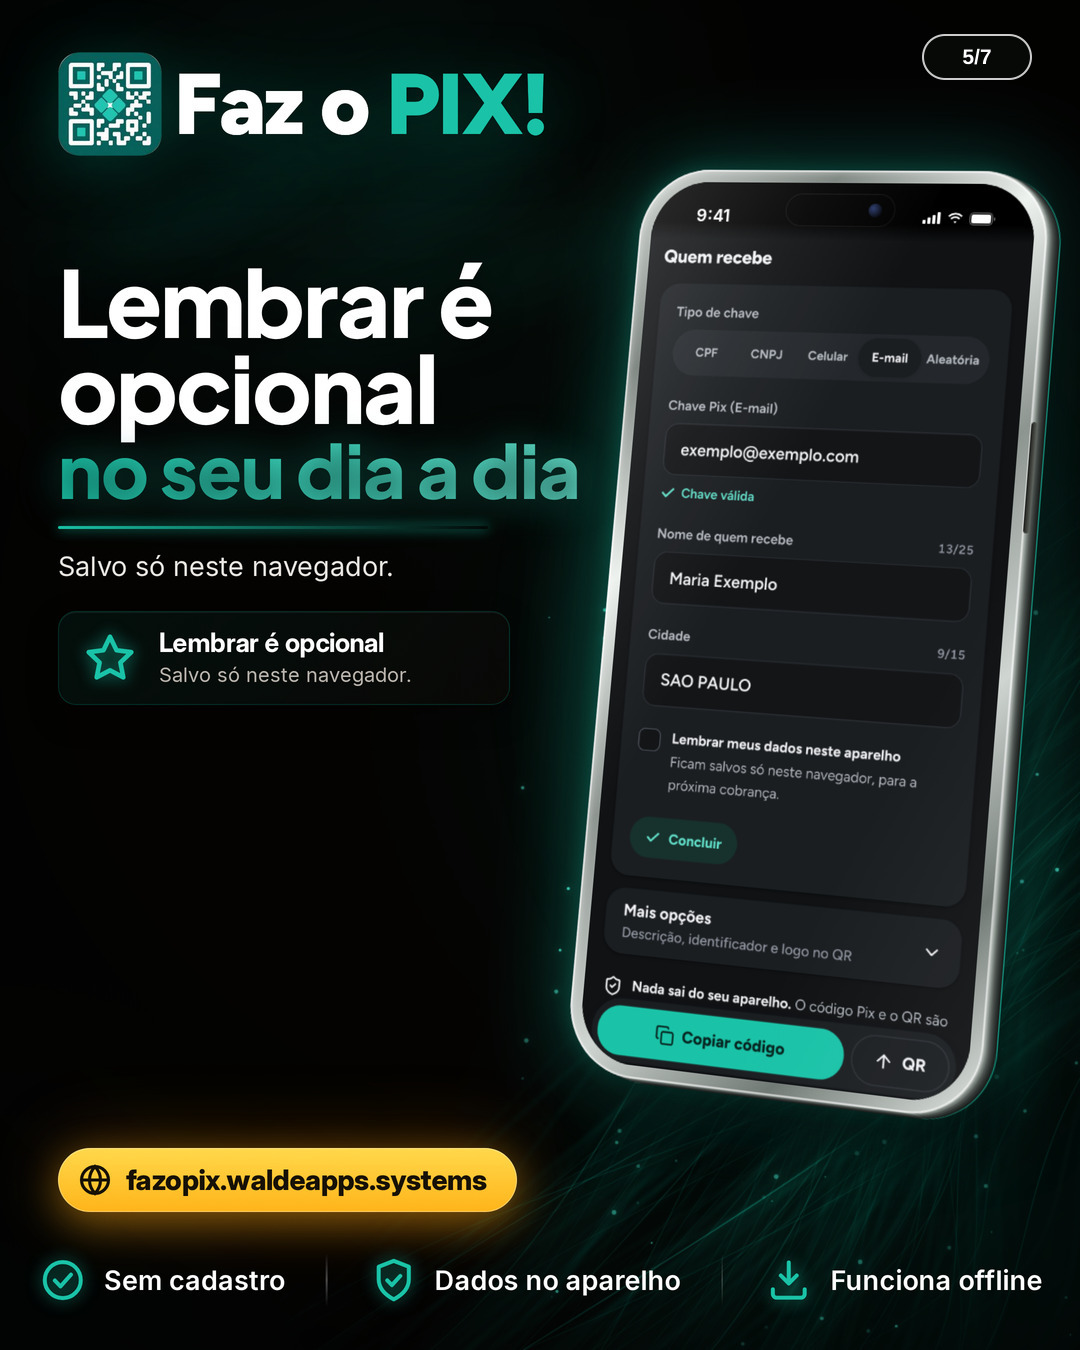 Faz o PIX!
5/7
Lembrar é
opcional
no seu dia a dia
Salvo só neste navegador.
Lembrar é opcional
Salvo só neste navegador.
9:41
Quem recebe
Tipo de chave
CPF CNPJ Celular E-mail Aleatória
Chave Pix (E-mail)
exemplo@exemplo.com
Chave válida
Nome de quem recebe 13/25
Maria Exemplo
Cidade 9/15
SAO PAULO
Lembrar meus dados neste aparelho
Ficam salvos só neste navegador, para a
próxima cobrança.
Concluir
Mais opções
Descrição, identificador e logo no QR
Nada sai do seu aparelho. O código Pix e o QR são
Copiar código QR
fazopix.waldeapps.systems
Sem cadastro Dados no aparelho Funciona offline